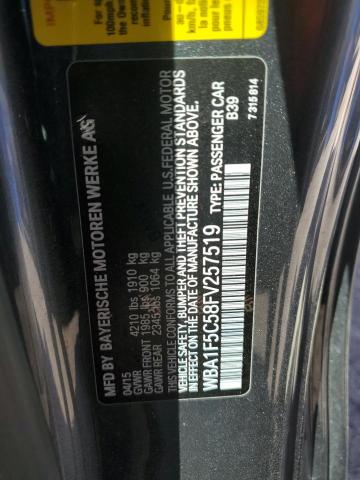 MFD BY BAYERISCHE MOTOREN WERKE AG
04/15
GVWR 4210 lbs 1910 kg
GAWR FRONT 1985 lbs 900 kg
GAWR REAR 2345 lbs 1064 kg
THIS VEHICLE CONFORMS TO ALL APPLICABLE U.S. FEDERAL MOTOR
VEHICLE SAFETY, BUMPER AND THEFT PREVENTION STANDARDS
IN EFFECT ON THE DATE OF MANUFACTURE SHOWN ABOVE.
WBA1F5C58FV257519 TYPE: PASSENGER CAR
B39
7 315 814